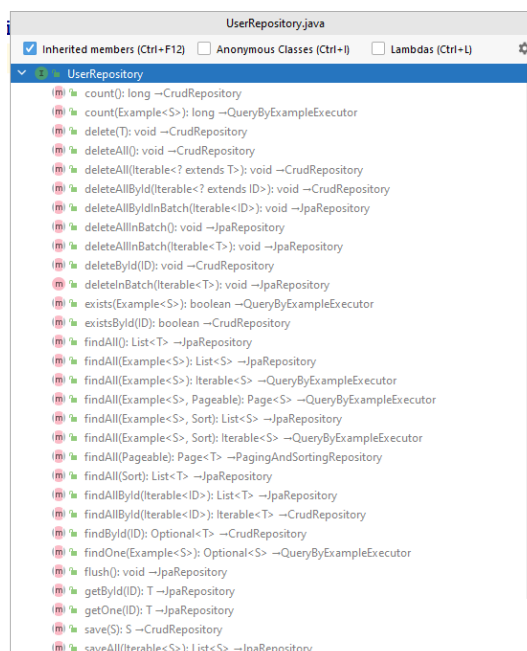 UserRepository.java
Inherited members (Ctrl+F12) Anonymous Classes (Ctrl+I) Lambdas (Ctrl+L)
UserRepository
count(): long →CrudRepository
count(Example<S>): long →QueryByExampleExecutor
delete(T): void →CrudRepository
deleteAll(): void →CrudRepository
deleteAll(Iterable<? extends T>): void →CrudRepository
deleteAllById(Iterable<? extends ID>): void →CrudRepository
deleteAllByIdInBatch(Iterable<ID>): void →JpaRepository
deleteAllInBatch(): void →JpaRepository
deleteAllInBatch(Iterable<T>): void →JpaRepository
deleteById(ID): void →CrudRepository
deleteInBatch(Iterable<T>): void →JpaRepository
exists(Example<S>): boolean →QueryByExampleExecutor
existsById(ID): boolean →CrudRepository
findAll(): List<T> →JpaRepository
findAll(Example<S>): List<S> →JpaRepository
findAll(Example<S>): Iterable<S> →QueryByExampleExecutor
findAll(Example<S>, Pageable): Page<S> →QueryByExampleExecutor
findAll(Example<S>, Sort): List<S> →JpaRepository
findAll(Example<S>, Sort): Iterable<S> →QueryByExampleExecutor
findAll(Pageable): Page<T> →PagingAndSortingRepository
findAll(Sort): List<T> →JpaRepository
findAllById(Iterable<ID>): List<T> →JpaRepository
findAllById(Iterable<ID>): Iterable<T> →CrudRepository
findById(ID): Optional<T> →CrudRepository
findOne(Example<S>): Optional<S> →QueryByExampleExecutor
flush(): void →JpaRepository
getById(ID): T →JpaRepository
getOne(ID): T →JpaRepository
save(S): S →CrudRepository
saveAll(Iterable<S>): List<S> →JpaRepository